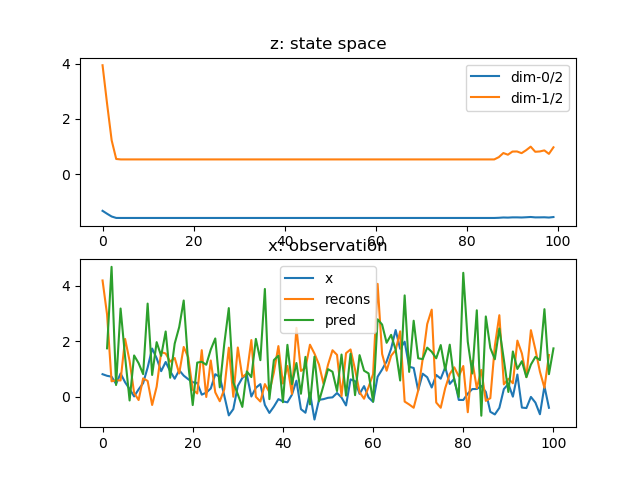 z: state space
4
2
0
dim-0/2
dim-1/2
0 20 40 60 80 100
x: observation
4
2
0
x
recons
pred
0 20 40 60 80 100